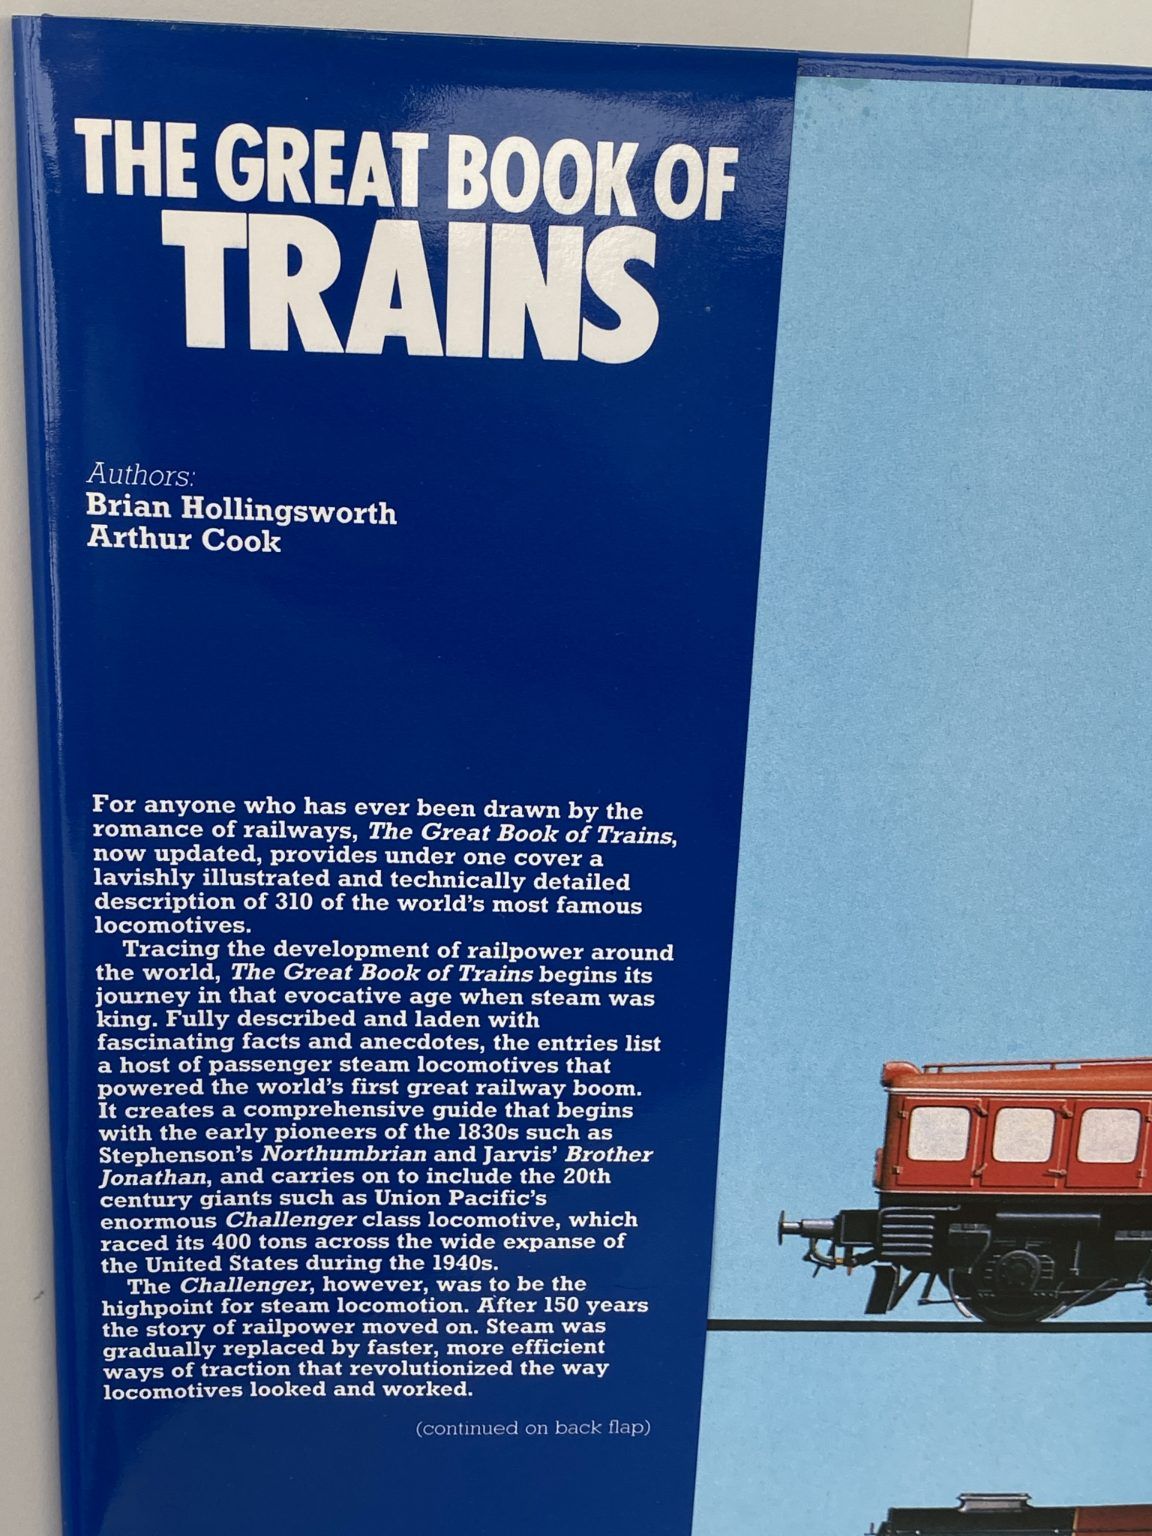 THE GREAT BOOK OF
TRAINS
Authors:
Brian Hollingsworth
Arthur Cook
For anyone who has ever been drawn by the
romance of railways, The Great Book of Trains,
now updated, provides under one cover a
lavishly illustrated and technically detailed
description of 310 of the world's most famous
locomotives.
Tracing the development of railpower around
the world, The Great Book of Trains begins its
journey in that evocative age when steam was
king. Fully described and laden with
fascinating facts and anecdotes, the entries list
a host of passenger steam locomotives that
powered the world's first great railway boom.
It creates a comprehensive guide that begins
with the early pioneers of the 1830s such as
Stephenson's Northumbrian and Jarvis' Brother
Jonathan, and carries on to include the 20th
century giants such as Union Pacific's
enormous Challenger class locomotive, which
raced its 400 tons across the wide expanse of
the United States during the 1940s.
The Challenger, however, was to be the
highpoint for steam locomotion. After 150 years
the story of railpower moved on. Steam was
gradually replaced by faster, more efficient
ways of traction that revolutionized the way
locomotives looked and worked.
(continued on back flap)